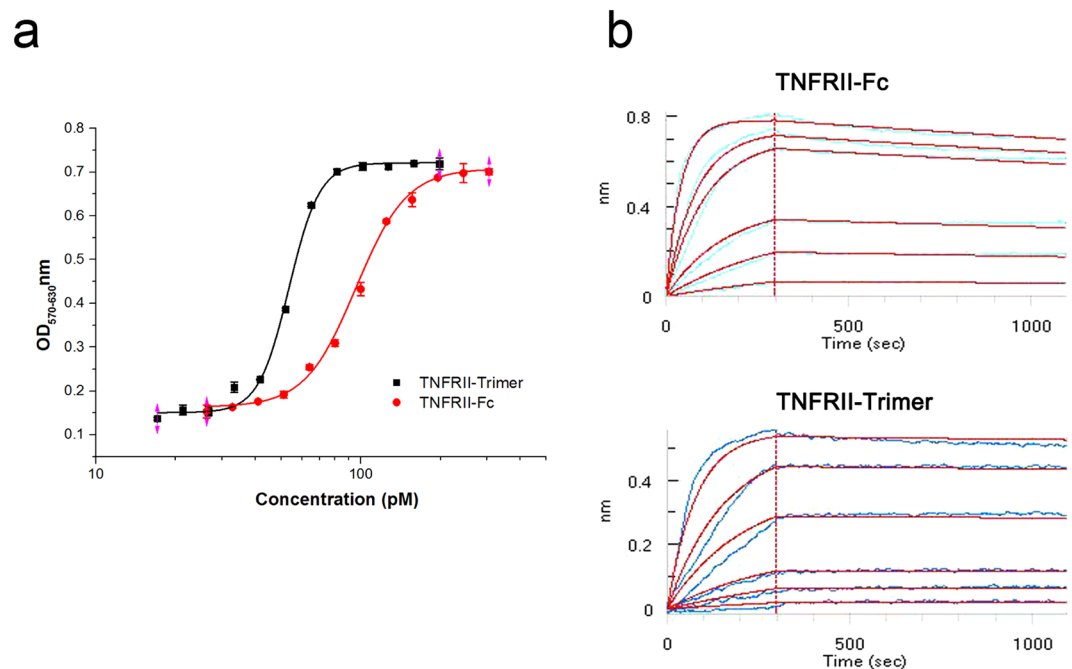 a
0.8
0.7
0.6
0.5
0.4
0.3
0.2
0.1
OD570-630nm
10
100
Concentration (pM)
TNFRII-Trimer
TNFRII-Fc
b
TNFRII-Fc
0.8
0.4
0
nm
0
500
1000
Time (sec)
TNFRII-Trimer
0.4
0.2
0
nm
0
500
1000
Time (sec)